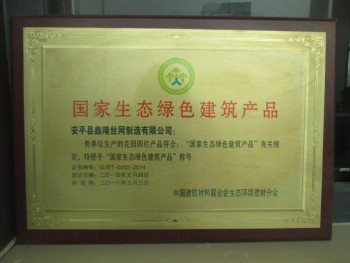 国家生态绿色建筑产品
安平县鑫隆丝网制造有限公司：
贵单位生产的花园围栏产品符合："国家生态绿色建筑产品"有关规
定，特授予"国家生态绿色建筑产品"称号
中国建筑材料联合会生态环境建材分会